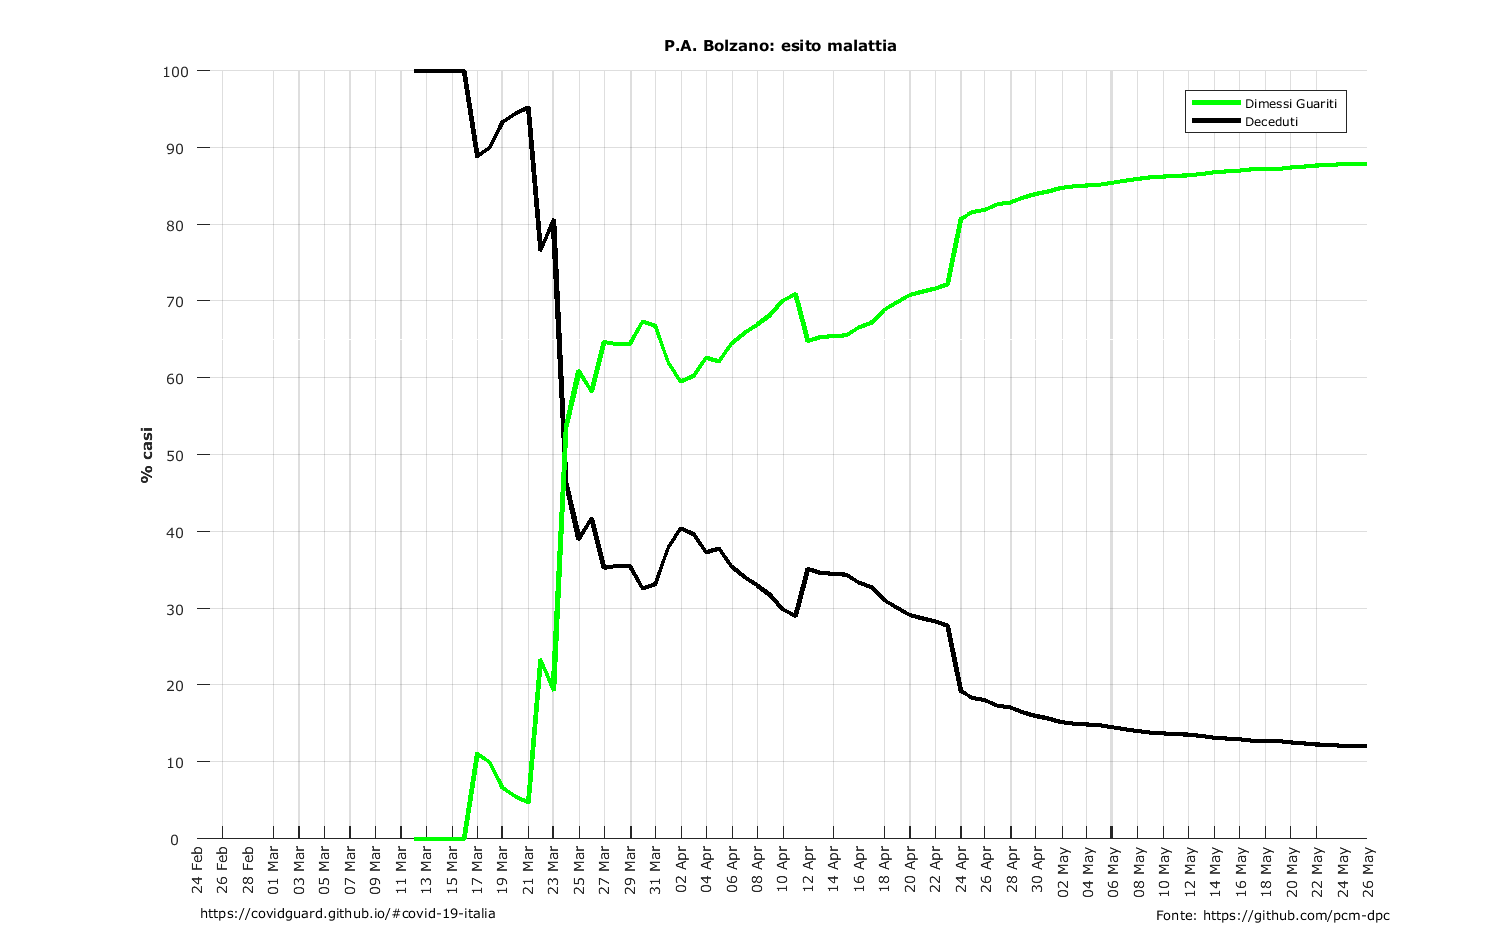 P.A. Bolzano: esito malattia
Dimessi Guariti
Deceduti
% casi
100
90
80
70
60
50
40
30
20
10
0
24 Feb
26 Feb
28 Feb
01 Mar
03 Mar
05 Mar
07 Mar
09 Mar
11 Mar
13 Mar
15 Mar
17 Mar
19 Mar
21 Mar
23 Mar
25 Mar
27 Mar
29 Mar
31 Mar
02 Apr
04 Apr
06 Apr
08 Apr
10 Apr
12 Apr
14 Apr
16 Apr
18 Apr
20 Apr
22 Apr
24 Apr
26 Apr
28 Apr
30 Apr
02 May
04 May
06 May
08 May
10 May
12 May
14 May
16 May
18 May
20 May
22 May
24 May
26 May
https://covidguard.github.io/#covid-19-italia
Fonte: https://github.com/pcm-dpc